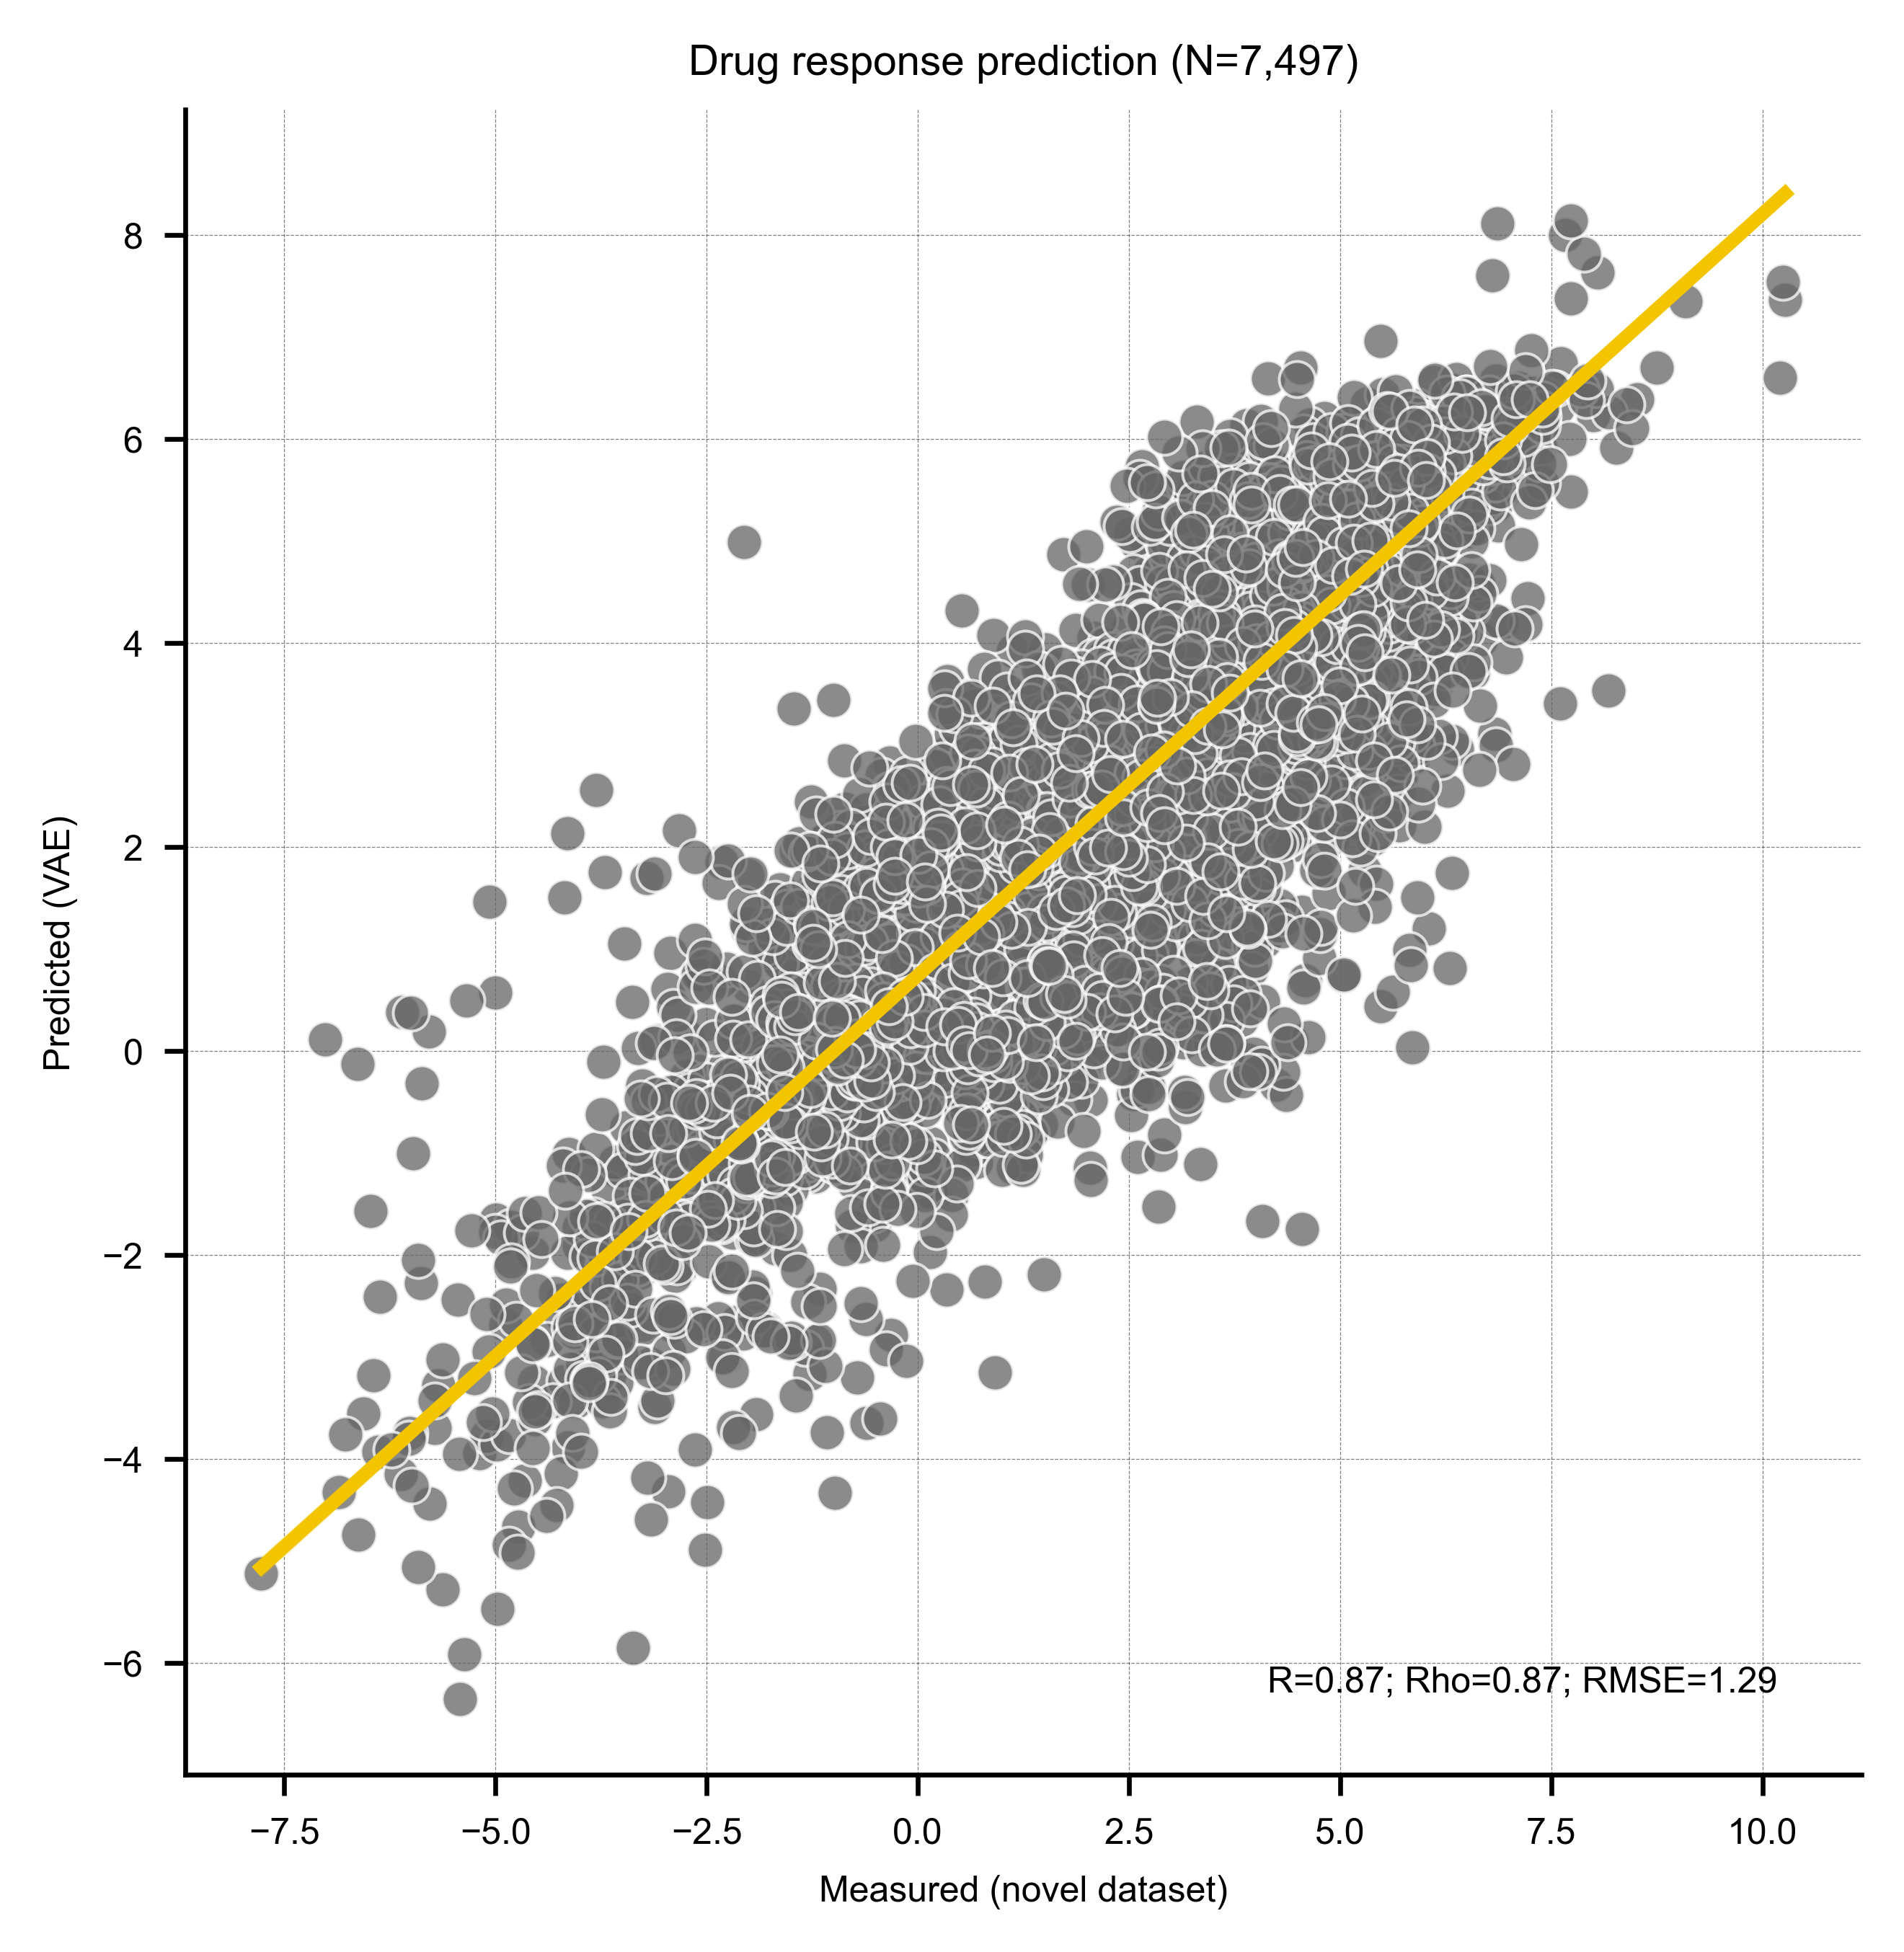 Drug response prediction (N=7,497)
8
6
4
2
0
−2
−4
−6
Predicted (VAE)
R=0.87; Rho=0.87; RMSE=1.29
−7.5 −5.0 −2.5 0.0 2.5 5.0 7.5 10.0
Measured (novel dataset)